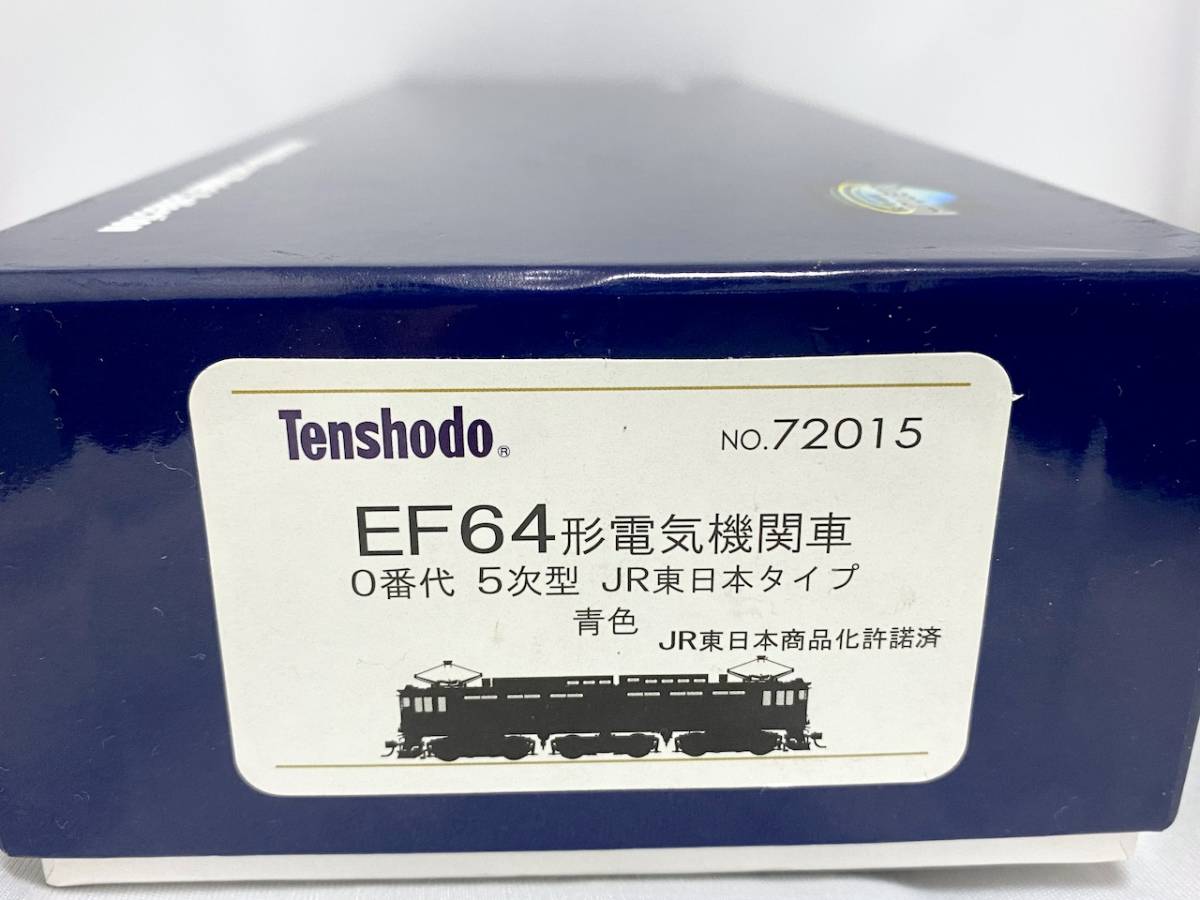 Tenshodo®
NO.72015
EF64形電気機関車
0番代 5次型 JR東日本タイプ
青色
JR東日本商品化許諾済